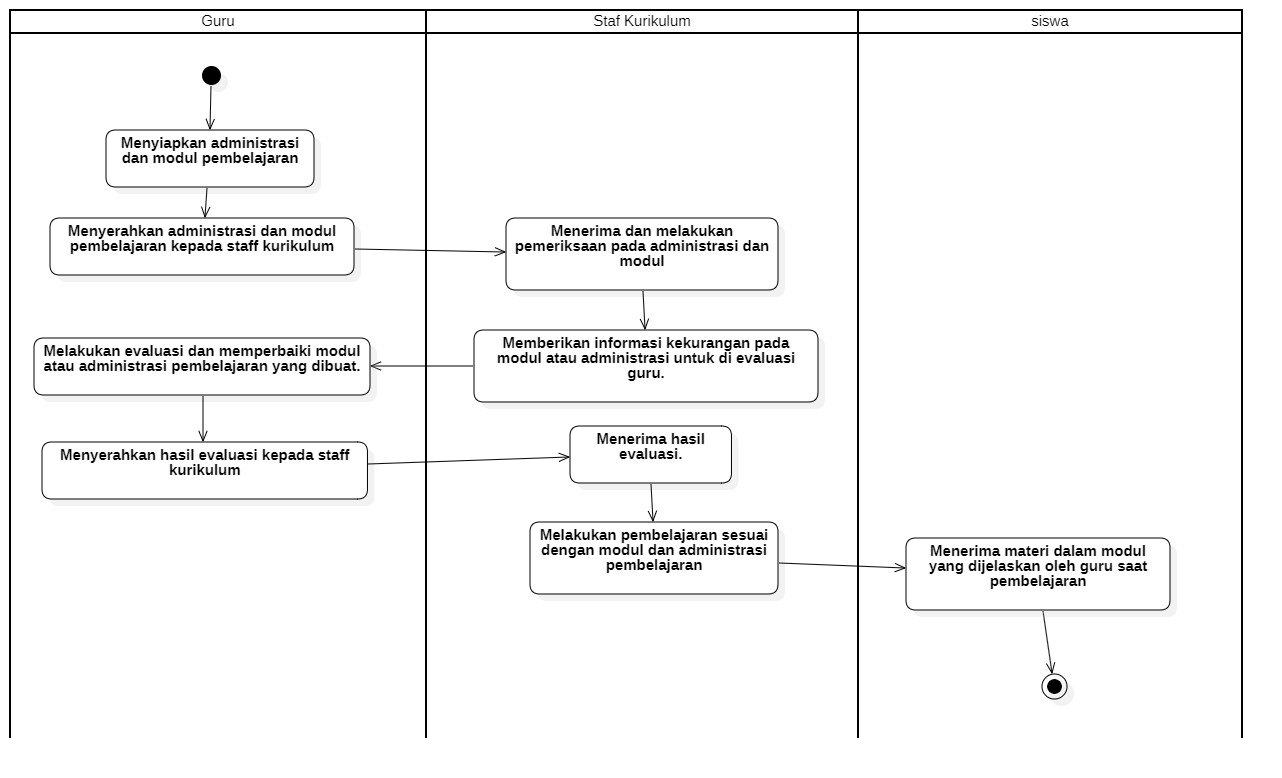 Guru
Staf Kurikulum
siswa
Menyiapkan administrasi
dan modul pembelajaran
Menyerahkan administrasi dan modul
pembelajaran kepada staff kurikulum
Menerima dan melakukan
pemeriksaan pada administrasi dan
modul
Memberikan informasi kekurangan pada
modul atau administrasi untuk di evaluasi
guru.
Melakukan evaluasi dan memperbaiki modul
atau administrasi pembelajaran yang dibuat.
Menyerahkan hasil evaluasi kepada staff
kurikulum
Menerima hasil
evaluasi.
Melakukan pembelajaran sesuai
dengan modul dan administrasi
pembelajaran
Menerima materi dalam modul
yang dijelaskan oleh guru saat
pembelajaran